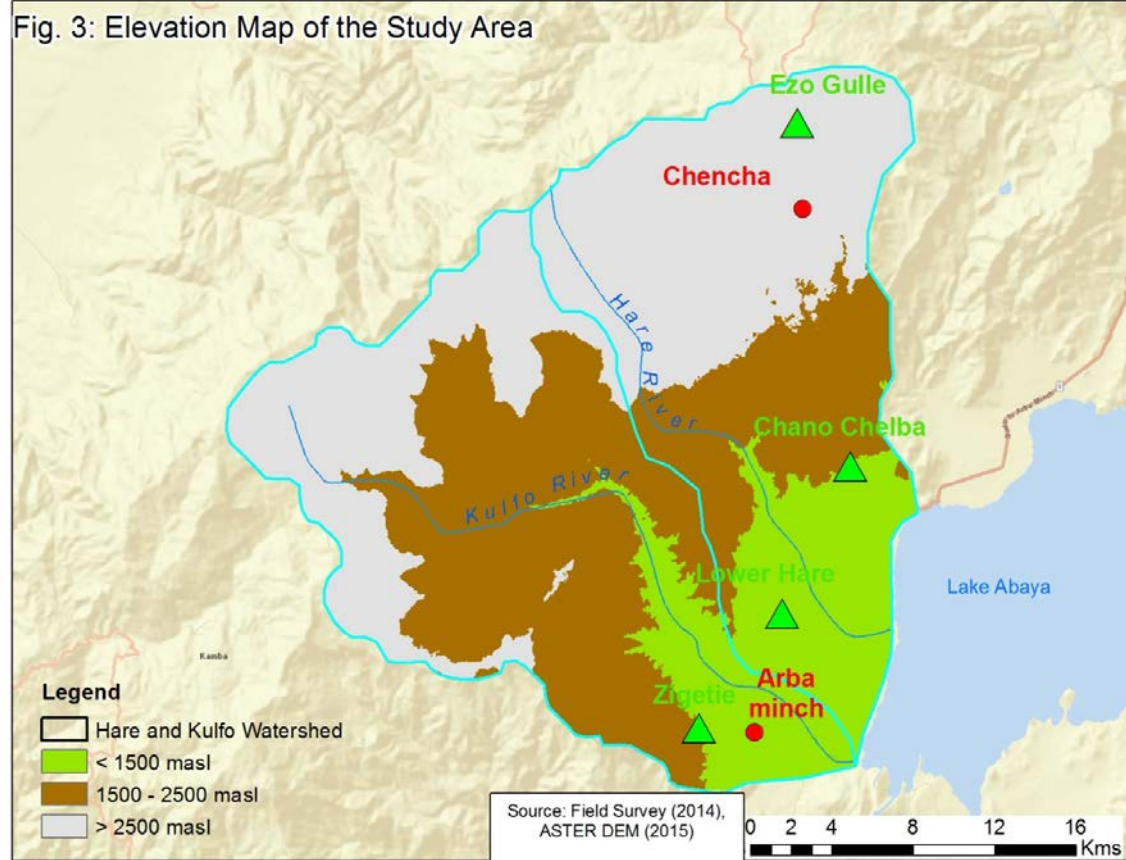 Fig. 3: Elevation Map of the Study Area
Ezo Gulle
Chencha
Hare River
Chano Chelba
Kulfo River
Lower Hare
Lake Abaya
Kamba
Zigetie
Arba
minch
Legend
Hare and Kulfo Watershed
< 1500 masl
1500 - 2500 masl
> 2500 masl
Source: Field Survey (2014),
ASTER DEM (2015)
0 2 4 8 12 16
Kms